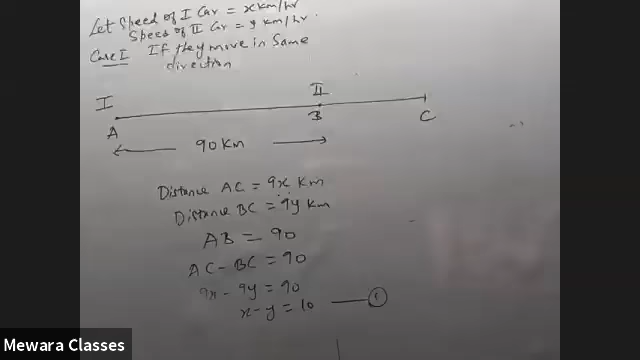 Let Speed of I Car = x km/hr
Speed of II Car = y km/hr.
Case I If they move in Same
direction
I II
A B C
90 Km
Distance AC = 9x Km
Distance BC = 9y Km
AB = 90
AC - BC = 90
9x - 9y = 90
x - y = 10 — ①
Mewara Classes